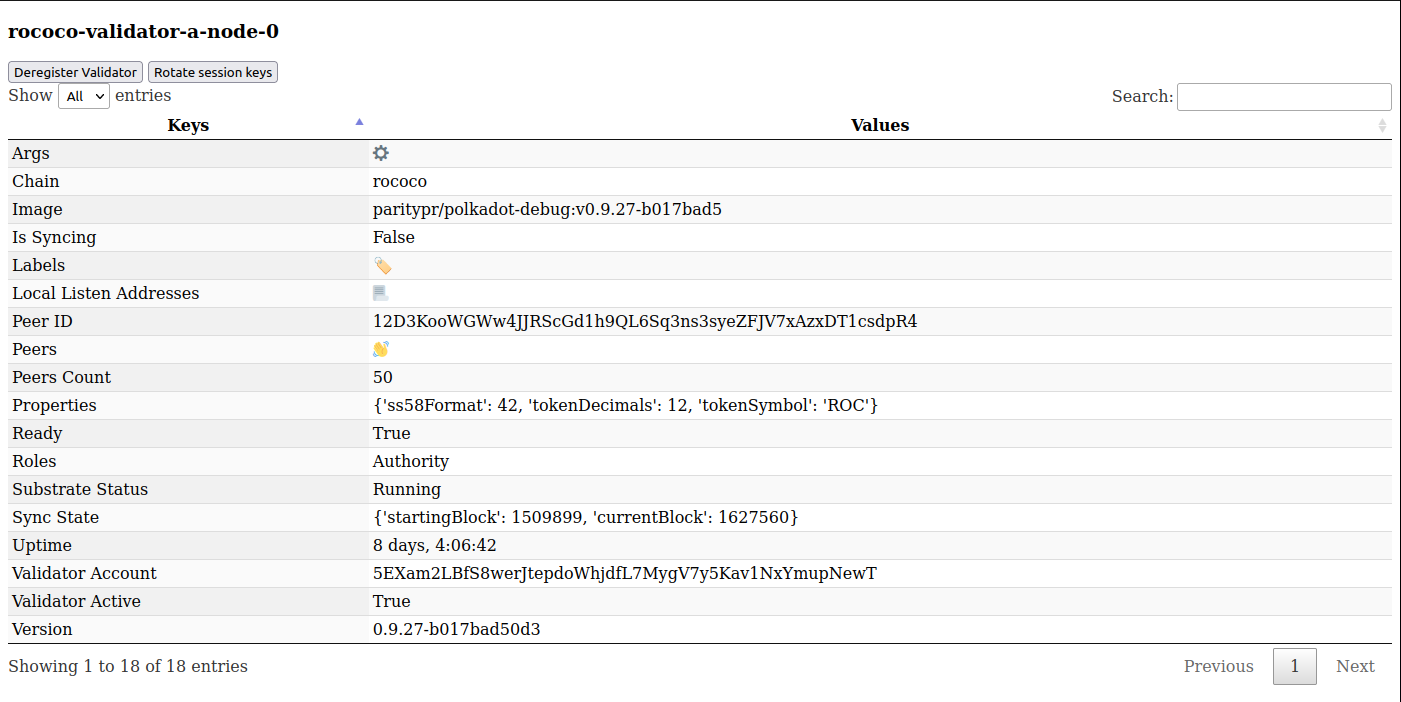 rococo-validator-a-node-0
Deregister Validator Rotate session keys
Show All entries Search:
Keys Values
Args
Chain rococo
Image paritypr/polkadot-debug:v0.9.27-b017bad5
Is Syncing False
Labels
Local Listen Addresses
Peer ID 12D3KooWGWw4JJRScGd1h9QL6Sq3ns3syeZFJV7xAzxDT1csdpR4
Peers
Peers Count 50
Properties {'ss58Format': 42, 'tokenDecimals': 12, 'tokenSymbol': 'ROC'}
Ready True
Roles Authority
Substrate Status Running
Sync State {'startingBlock': 1509899, 'currentBlock': 1627560}
Uptime 8 days, 4:06:42
Validator Account 5EXam2LBfS8werJtepdoWhjdfL7MygV7y5Kav1NxYmupNewT
Validator Active True
Version 0.9.27-b017bad50d3
Showing 1 to 18 of 18 entries Previous 1 Next